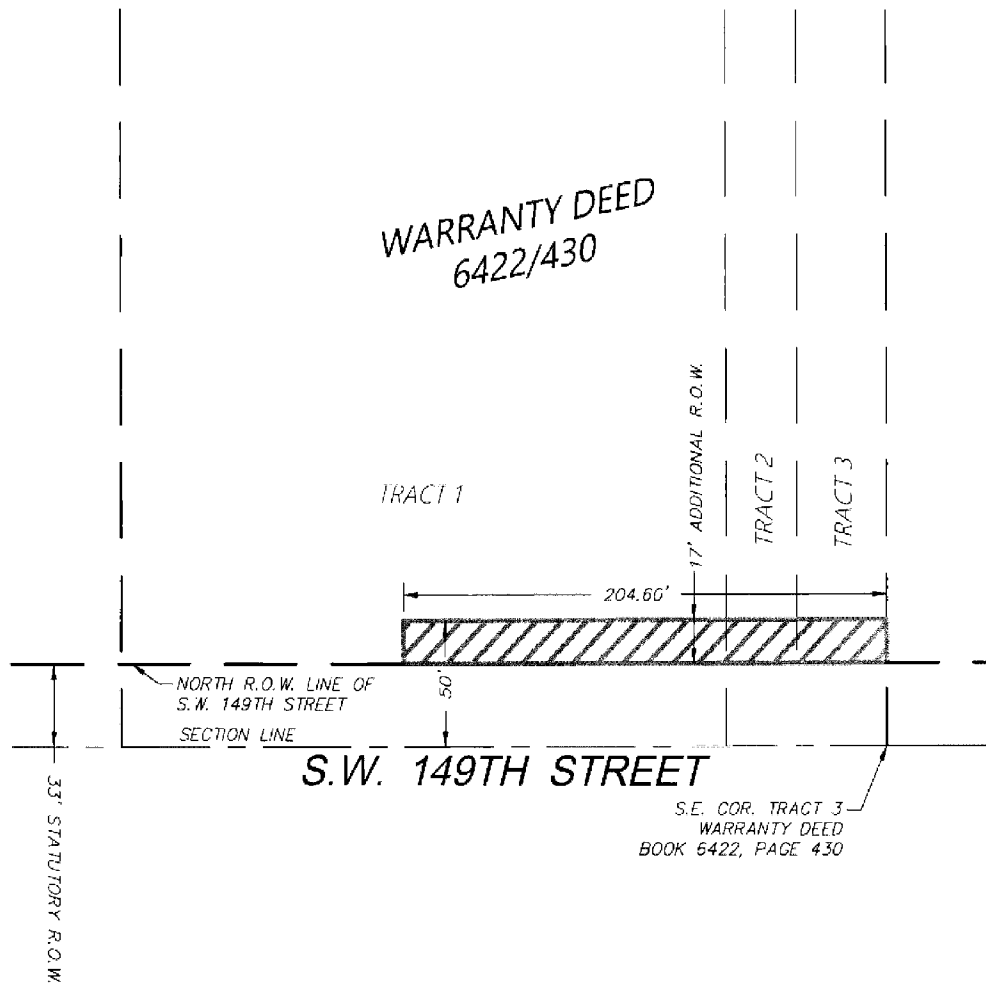 WARRANTY DEED
6422/430
17' ADDITIONAL R.O.W.
TRACT 1
TRACT 2
TRACT 3
204.60'
50'
NORTH R.O.W. LINE OF
S.W. 149TH STREET
SECTION LINE
S.W. 149TH STREET
33' STATUTORY R.O.W.
S.E. COR. TRACT 3
WARRANTY DEED
BOOK 6422, PAGE 430